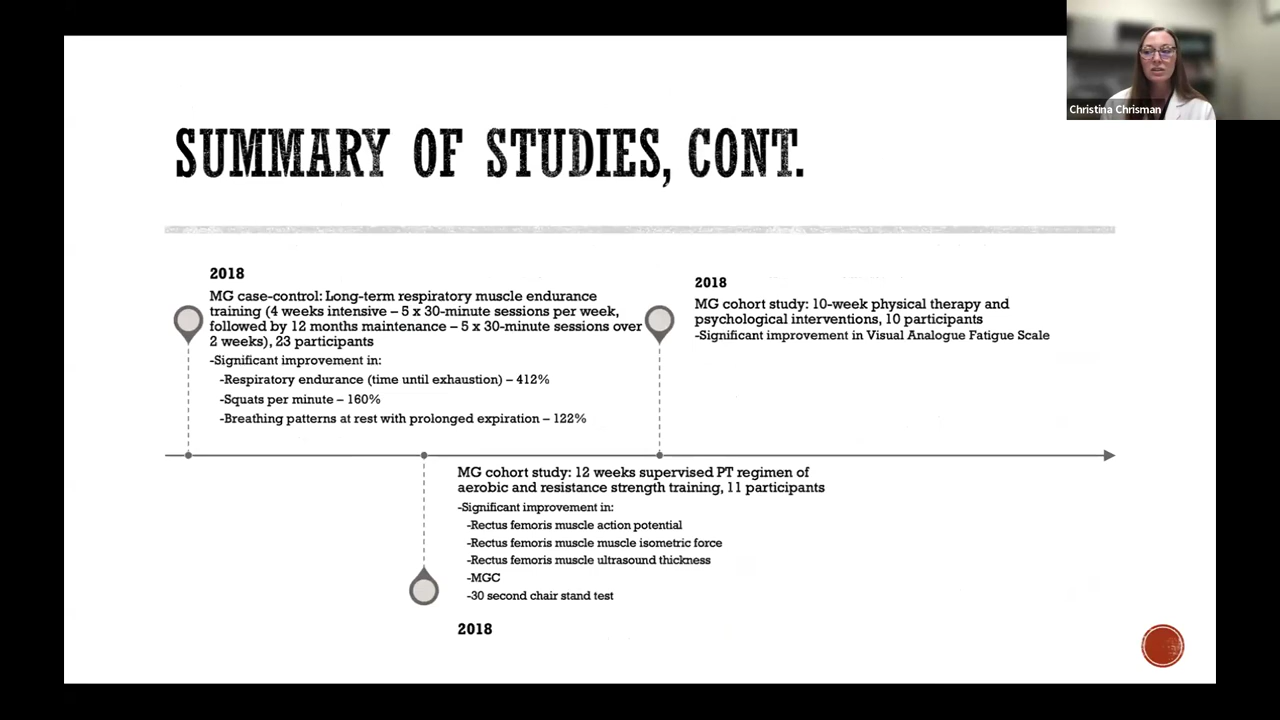 Christina Chrisman
SUMMARY OF STUDIES, CONT.
2018
MG case-control: Long-term respiratory muscle endurance
training (4 weeks intensive – 5 x 30-minute sessions per week,
followed by 12 months maintenance – 5 x 30-minute sessions over
2 weeks), 23 participants
-Significant improvement in:
-Respiratory endurance (time until exhaustion) – 412%
-Squats per minute – 160%
-Breathing patterns at rest with prolonged expiration – 122%
2018
MG cohort study: 10-week physical therapy and
psychological interventions, 10 participants
-Significant improvement in Visual Analogue Fatigue Scale
MG cohort study: 12 weeks supervised PT regimen of
aerobic and resistance strength training, 11 participants
-Significant improvement in:
-Rectus femoris muscle action potential
-Rectus femoris muscle muscle isometric force
-Rectus femoris muscle ultrasound thickness
-MGC
-30 second chair stand test
2018